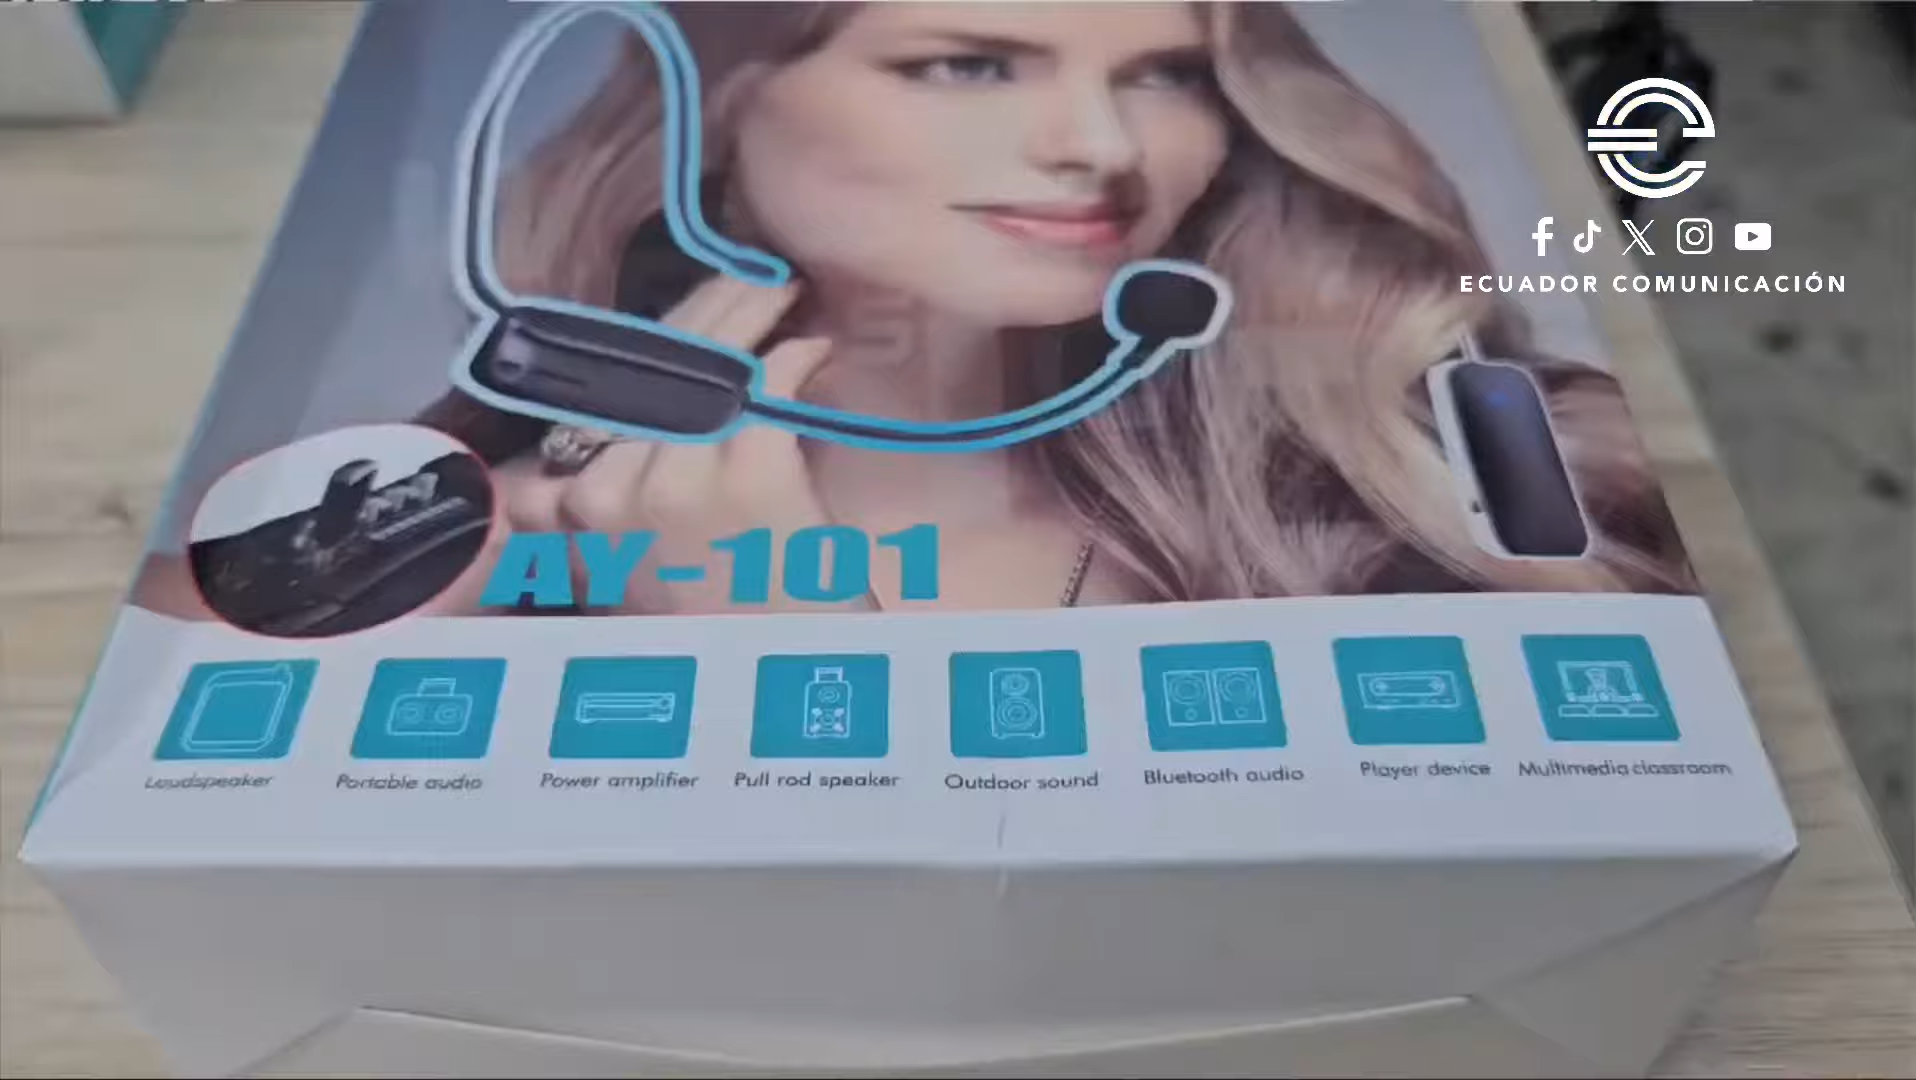 ECUADOR COMUNICACIÓN
AY-101
Loudspeaker
Portable audio
Power amplifier
Pull rod speaker
Outdoor sound
Bluetooth audio
Player device
Multimedia classroom